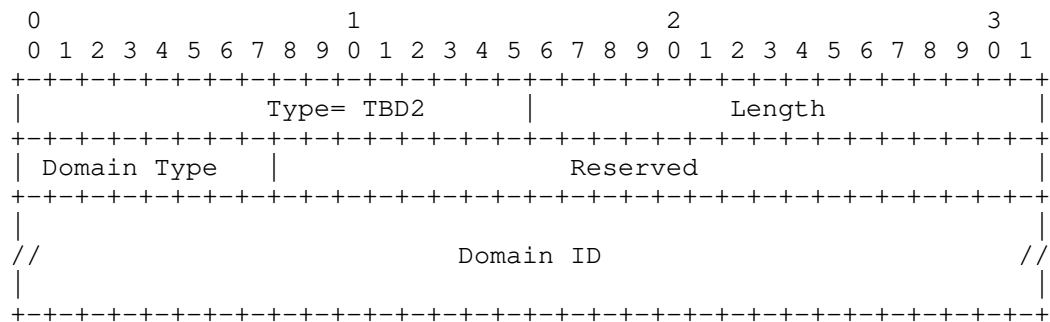 0                   1                   2                   3
 0 1 2 3 4 5 6 7 8 9 0 1 2 3 4 5 6 7 8 9 0 1 2 3 4 5 6 7 8 9 0 1
+-+-+-+-+-+-+-+-+-+-+-+-+-+-+-+-+-+-+-+-+-+-+-+-+-+-+-+-+-+-+-+-+
|               Type= TBD2      |            Length             |
+-+-+-+-+-+-+-+-+-+-+-+-+-+-+-+-+-+-+-+-+-+-+-+-+-+-+-+-+-+-+-+-+
| Domain Type   |                  Reserved                     |
+-+-+-+-+-+-+-+-+-+-+-+-+-+-+-+-+-+-+-+-+-+-+-+-+-+-+-+-+-+-+-+-+
|                                                               |
//                          Domain ID                          //
|                                                               |
+-+-+-+-+-+-+-+-+-+-+-+-+-+-+-+-+-+-+-+-+-+-+-+-+-+-+-+-+-+-+-+-+